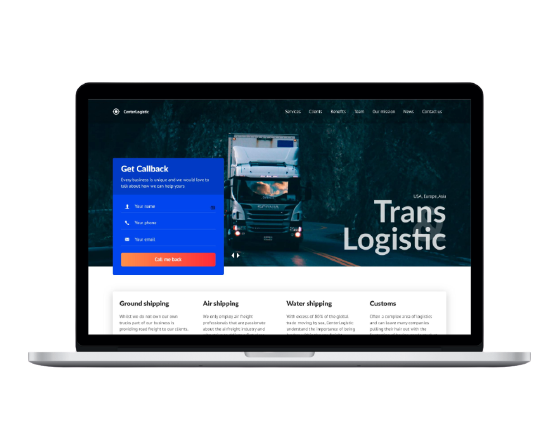 CenterLogistic
Services Clients Benefits Team Our mission News Contact us
Get Callback
Every business is unique and we would love to
talk about how we can help yours
Your name
Your phone
Your email
Call me back
USA, Europe, Asia
Trans
Logistic
Ground shipping Air shipping Water shipping Customs
Whilst we do not own our own We only employ air freight With excess of 90% of the global Often a complex area of logistics
trucks part of our business is professionals that are passionate trade moving by sea, CenterLogistic and can leave many companies
providing road freight to our clients. about the air freight industry and understand the importance of being pulling their hair out with the